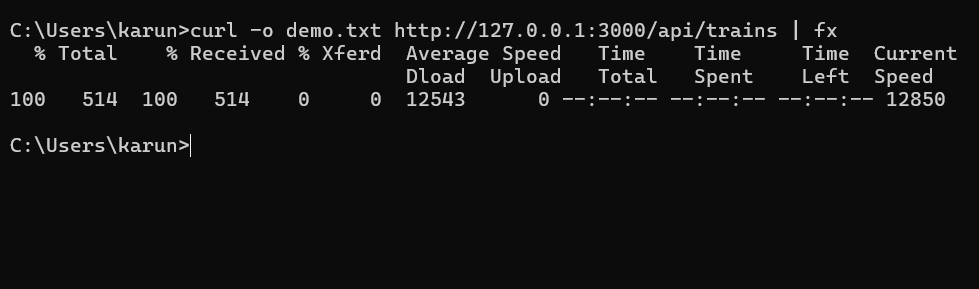 C:\Users\karun>curl -o demo.txt http://127.0.0.1:3000/api/trains | fx
% Total % Received % Xferd Average Speed Time Time Time Current
Dload Upload Total Spent Left Speed
100 514 100 514 0 0 12543 0 --:--:-- --:--:-- --:--:-- 12850
C:\Users\karun>